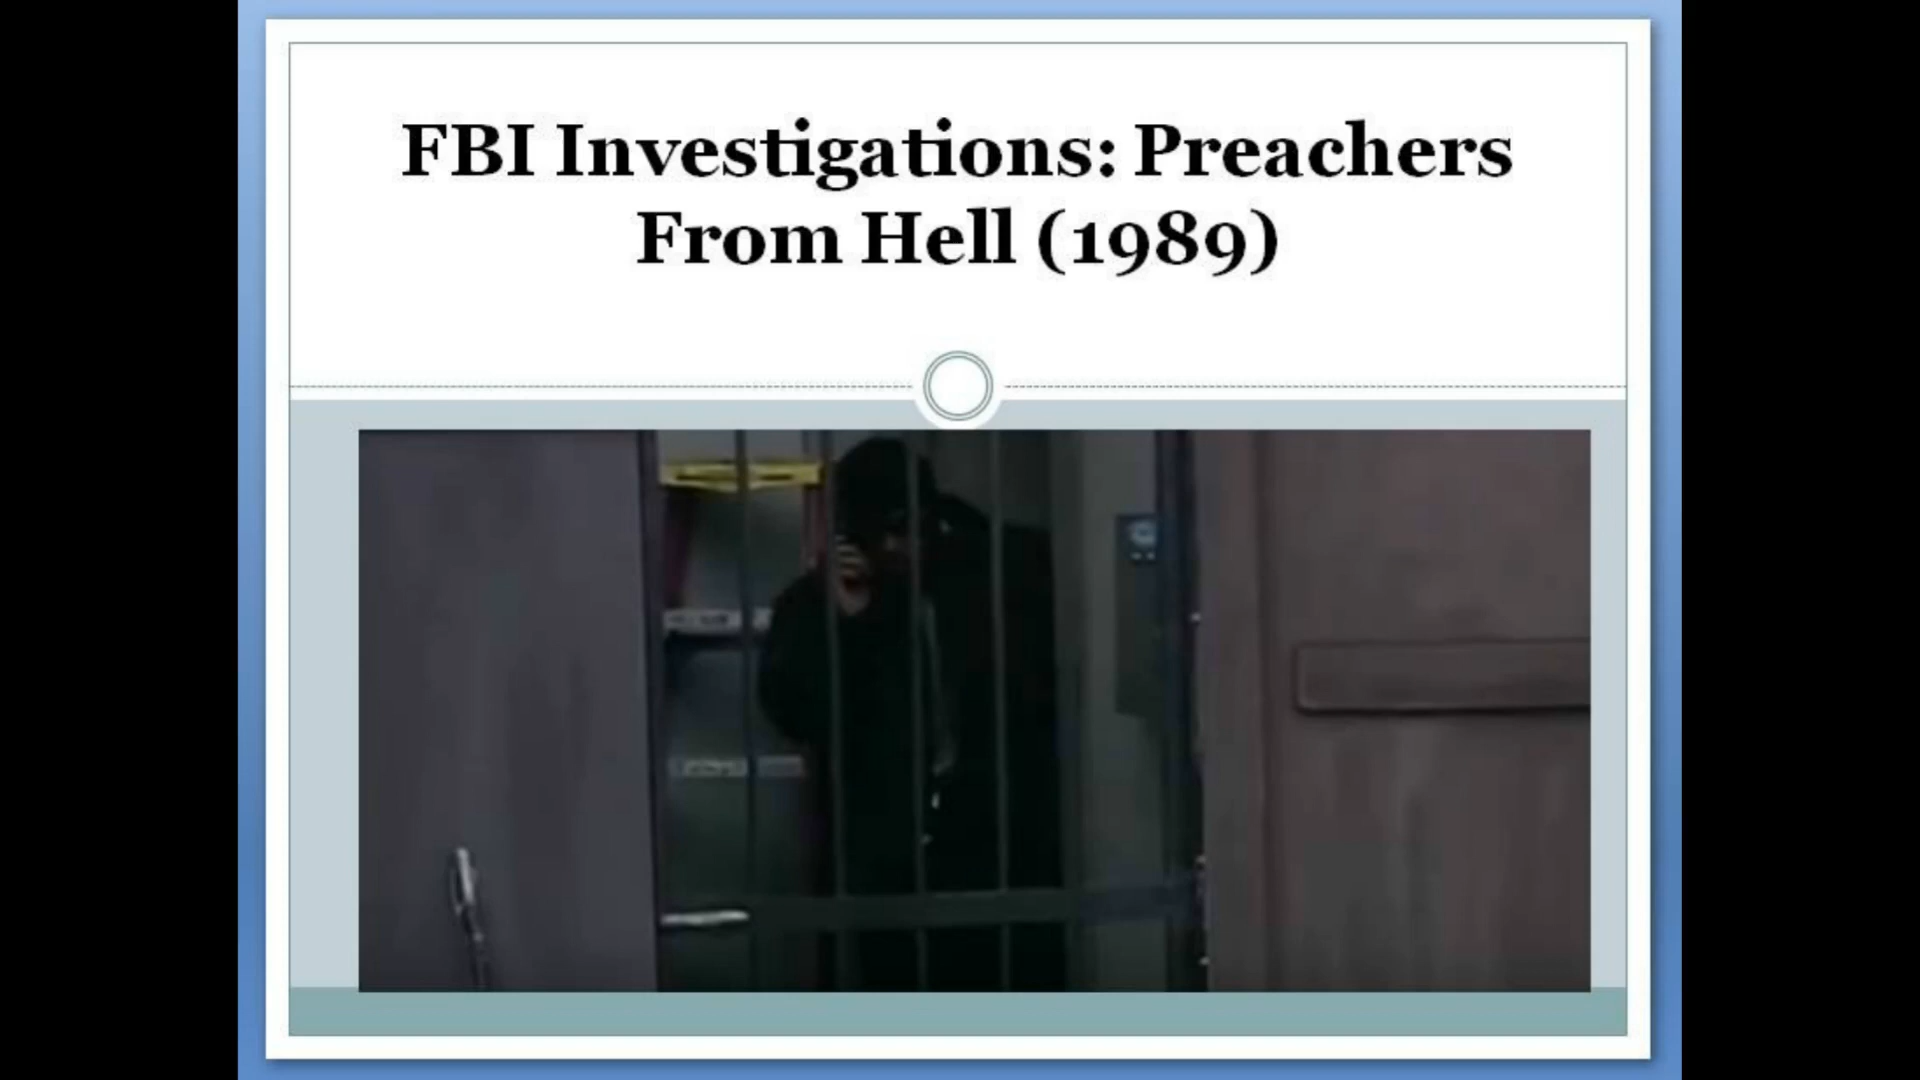 FBI Investigations: Preachers
From Hell (1989)